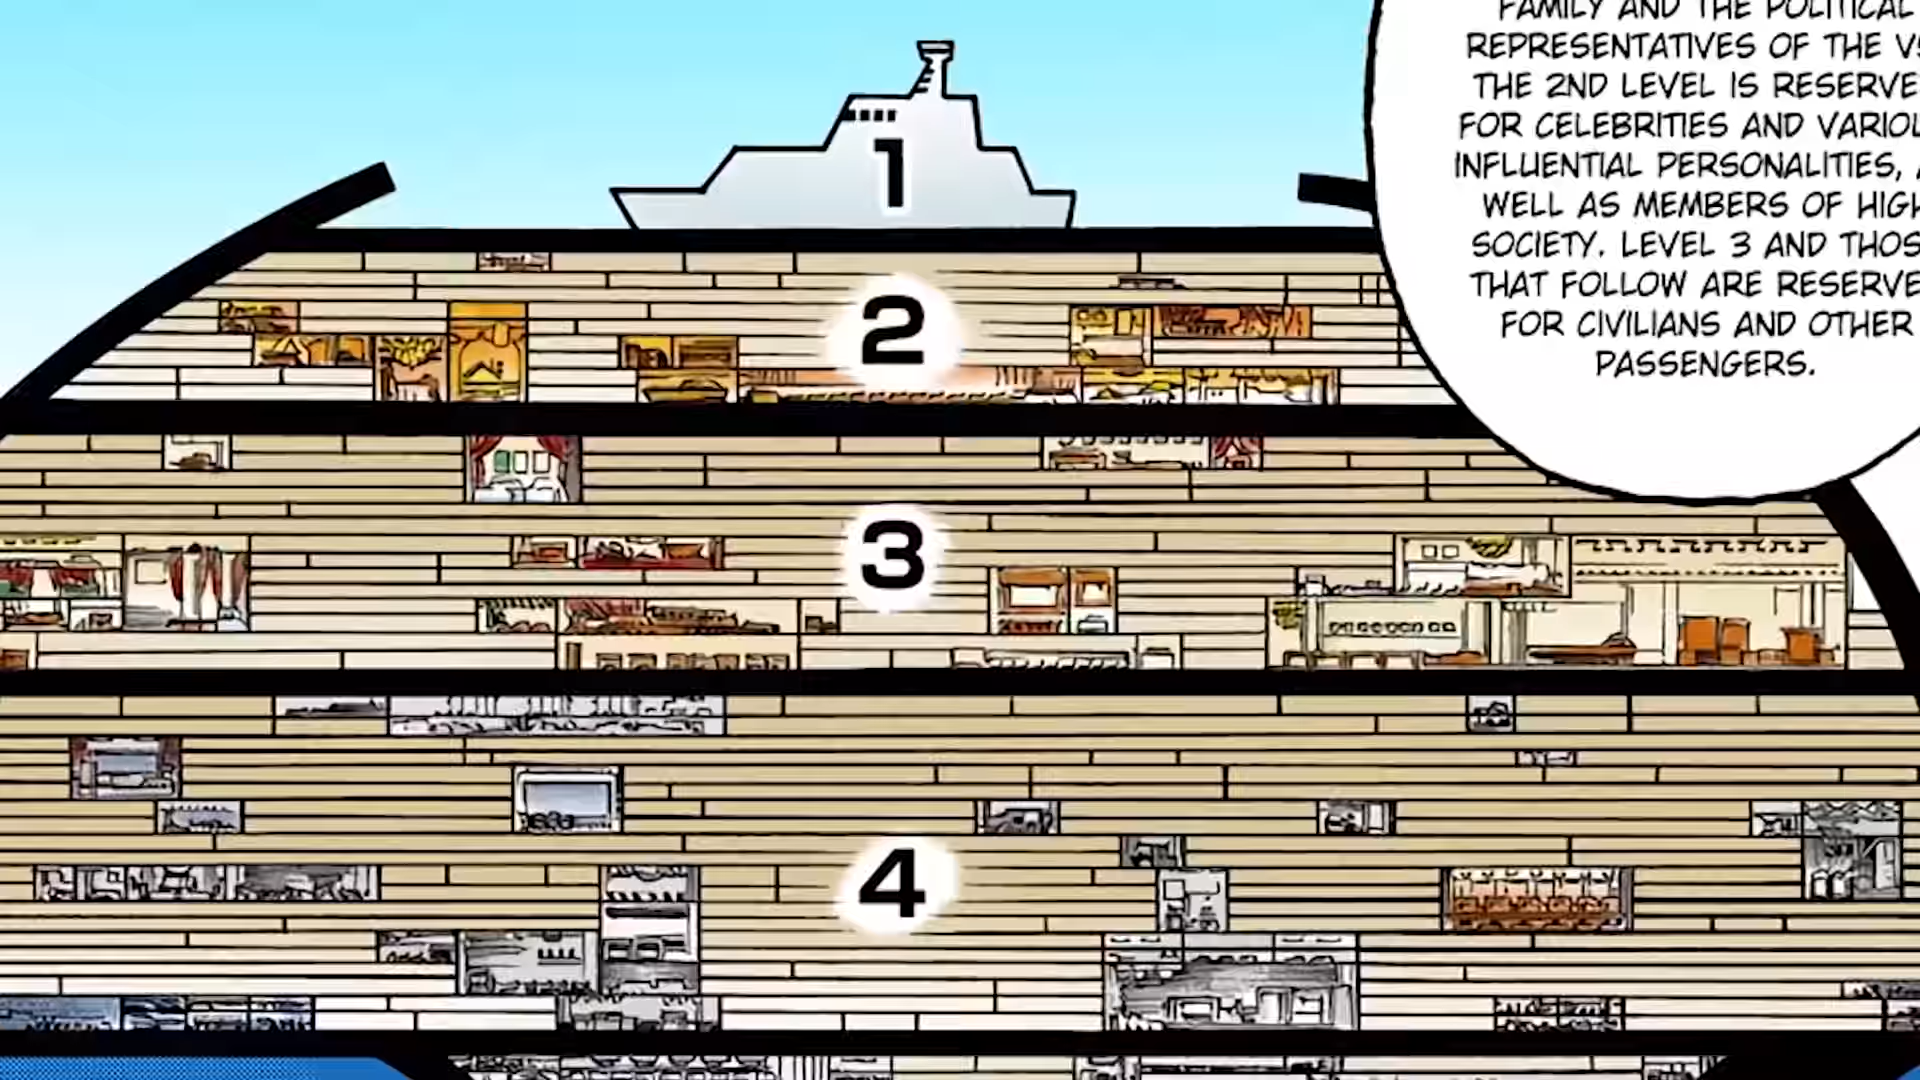 FAMILY AND THE POLITICAL
REPRESENTATIVES OF THE
THE 2ND LEVEL IS
FOR CELEBRITIES AND
INFLUENTIAL PERSONALITIES,
WELL AS MEMBERS OF
SOCIETY. LEVEL 3 AND
THAT FOLLOW ARE
FOR CIVILIANS AND OTHER
PASSENGERS.
1
2
3
4